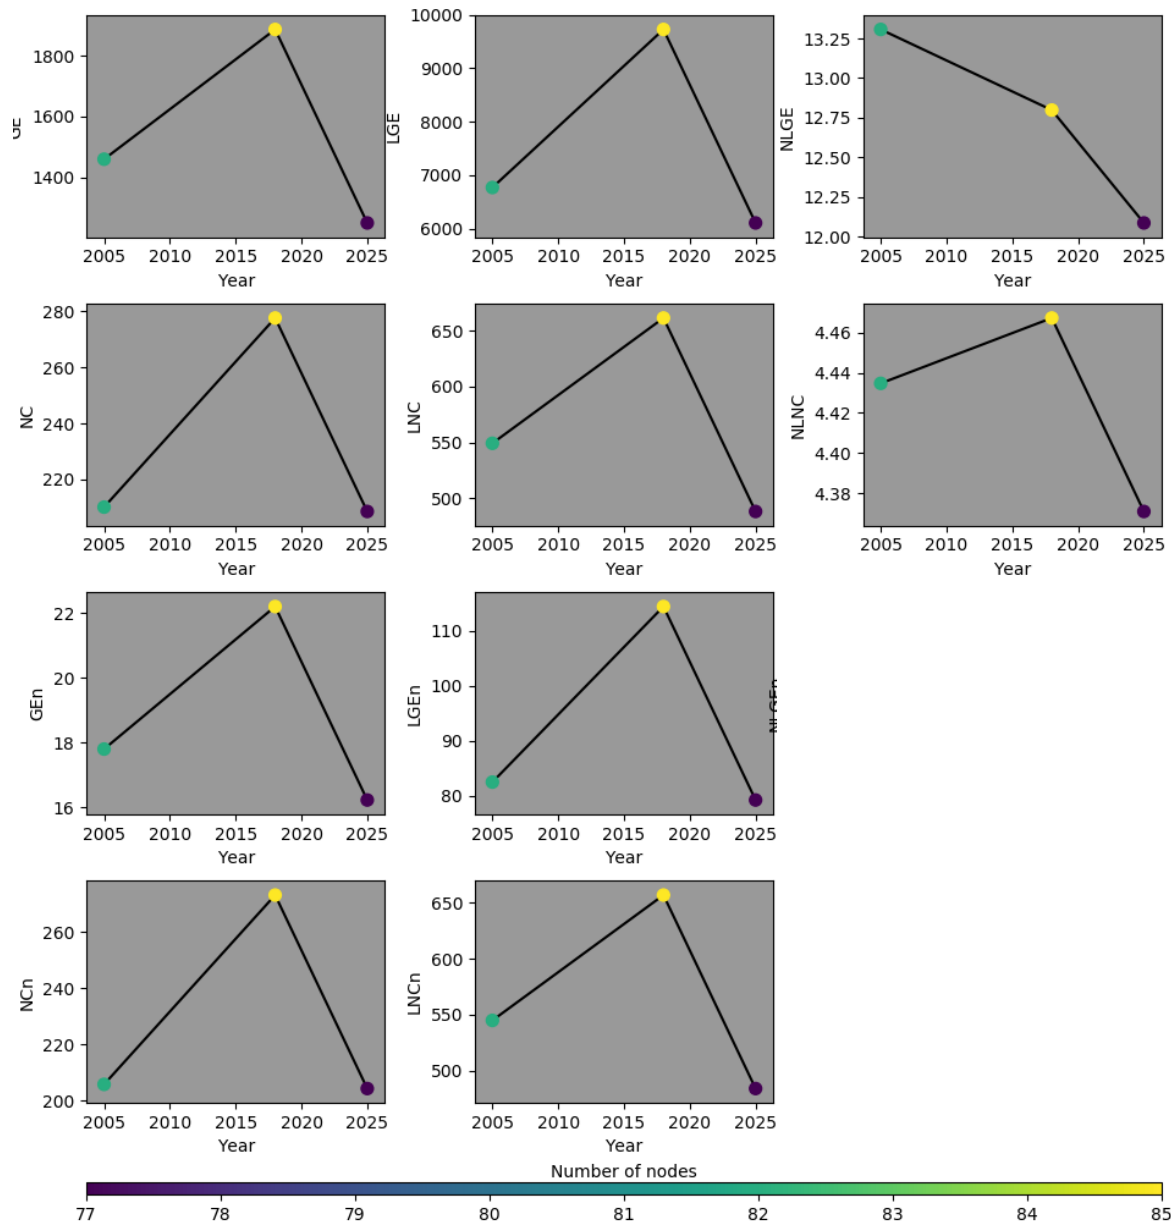 1800
1600
1400
GE
2005 2010 2015 2020 2025
Year
10000
9000
8000
7000
6000
LGE
2005 2010 2015 2020 2025
Year
13.25
13.00
12.75
12.50
12.25
12.00
NLGE
2005 2010 2015 2020 2025
Year
280
260
240
220
NC
2005 2010 2015 2020 2025
Year
650
600
550
500
LNC
2005 2010 2015 2020 2025
Year
4.46
4.44
4.42
4.40
4.38
NLNC
2005 2010 2015 2020 2025
Year
22
20
18
16
GEn
2005 2010 2015 2020 2025
Year
110
100
90
80
LGEn
2005 2010 2015 2020 2025
Year
NLGEn
260
240
220
200
NCn
2005 2010 2015 2020 2025
Year
650
600
550
500
LNCn
2005 2010 2015 2020 2025
Year
Number of nodes
77 78 79 80 81 82 83 84 85